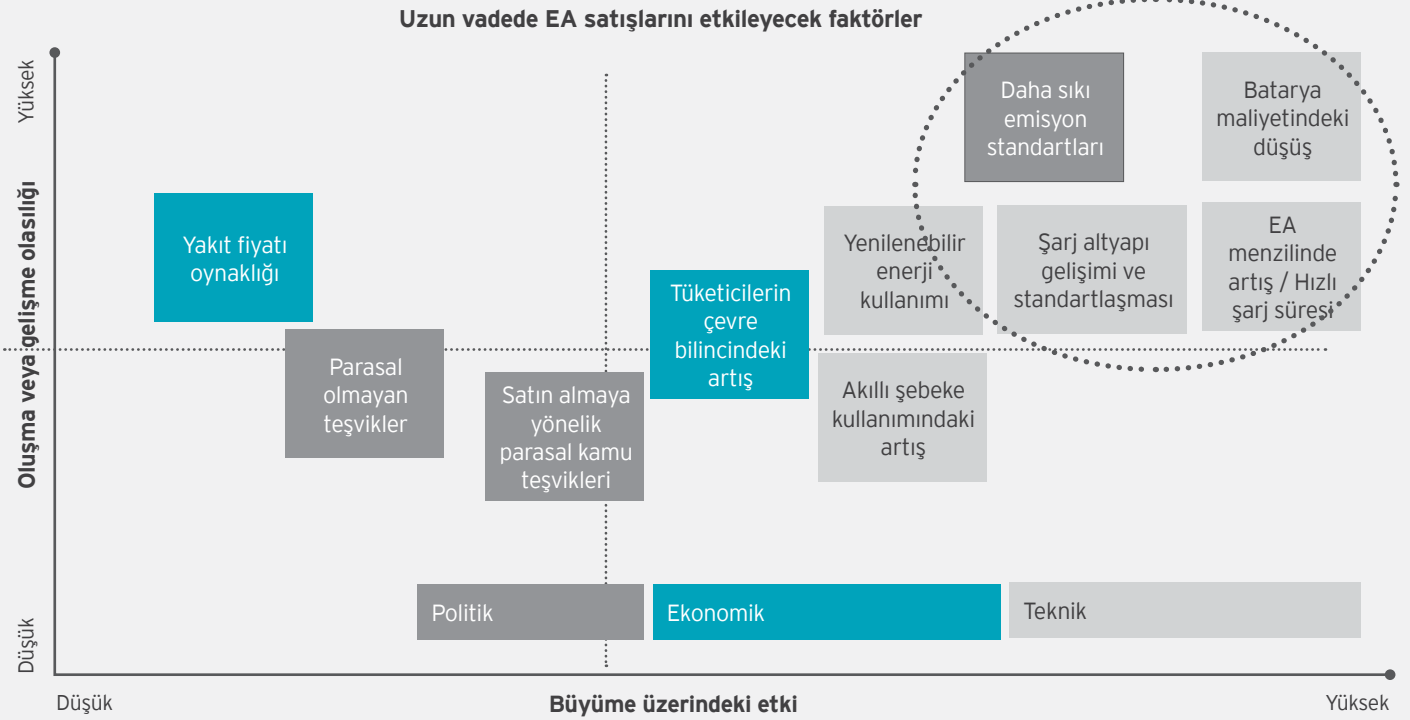 Uzun vadede EA satışlarını etkileyecek faktörler
Yüksek
Oluşma veya gelişme olasılığı
Düşük
Daha sıkı
emisyon
standartları
Batarya
maliyetindeki
düşüş
Yakıt fiyatı
oynaklığı
Tüketicilerin
çevre
bilincindeki
artış
Yenilenebilir
enerji
kullanımı
Şarj altyapı
gelişimi ve
standartlaşması
EA
menzilinde
artış / Hızlı
şarj süresi
Parasal
olmayan
teşvikler
Satın almaya
yönelik
parasal kamu
teşvikleri
Akıllı şebeke
kullanımındaki
artış
Politik
Ekonomik
Teknik
Düşük
Büyüme üzerindeki etki
Yüksek